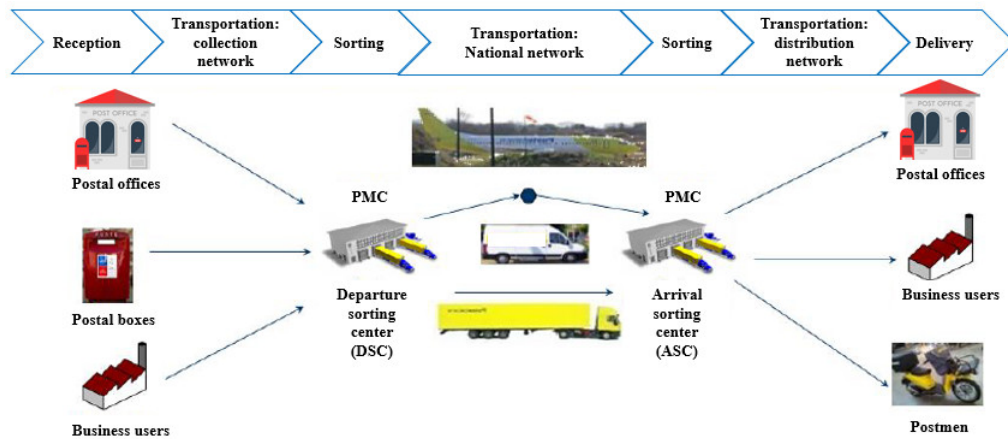 Reception
Transportation:
collection
network
Sorting
Transportation:
National network
Sorting
Transportation:
distribution
network
Delivery
POST OFFICE
POST OFFICE
Postal offices
Postal offices
PMC
PMC
Departure
sorting
center
(DSC)
Arrival
sorting
center
(ASC)
Postal boxes
Business users
Business users
Postmen